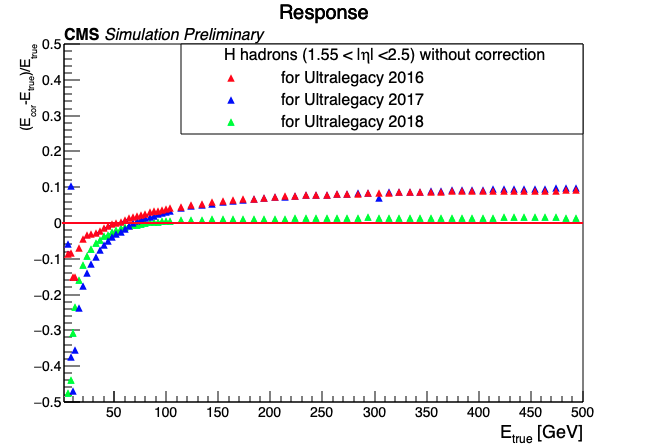 Response
CMS Simulation Preliminary
H hadrons (1.55 < |η| <2.5) without correction
for Ultralegacy 2016
for Ultralegacy 2017
for Ultralegacy 2018
(E_cor-E_true)/E_true
0.5
0.4
0.3
0.2
0.1
0
−0.1
−0.2
−0.3
−0.4
−0.5
50 100 150 200 250 300 350 400 450 500
E_true [GeV]